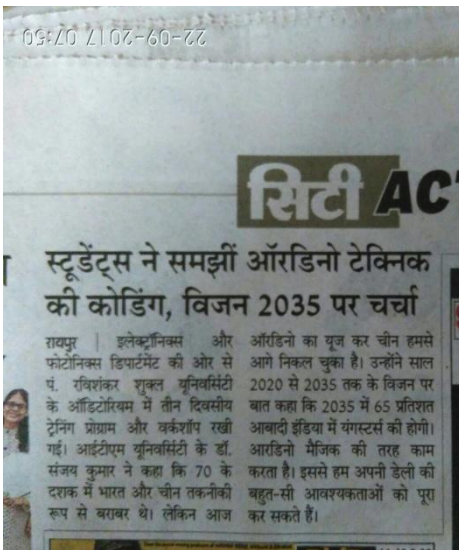 22-09-2017 07:50
सिटी AC
स्टूडेंट्स ने समझीं ऑरडिनो टेक्निक
की कोडिंग, विजन 2035 पर चर्चा
रायपुर | इलेक्ट्रॉनिक्स और
फोटोनिक्स डिपार्टमेंट की ओर से
पं. रविशंकर शुक्ल यूनिवर्सिटी
के ऑडिटोरियम में तीन दिवसीय
ट्रेनिंग प्रोग्राम और वर्कशॉप रखी
गई। आईटीएम यूनिवर्सिटी के डॉ.
संजय कुमार ने कहा कि 70 के
दशक में भारत और चीन तकनीकी
रूप से बराबर थे। लेकिन आज
ऑरडिनो का यूज कर चीन हमसे
आगे निकल चुका है। उन्होंने साल
2020 से 2035 तक के विजन पर
बात कहा कि 2035 में 65 प्रतिशत
आबादी इंडिया में यंगस्टर्स की होगी।
आरडिनो मैजिक की तरह काम
करता है। इससे हम अपनी डेली की
बहुत-सी आवश्यकताओं को पूरा
कर सकते हैं।